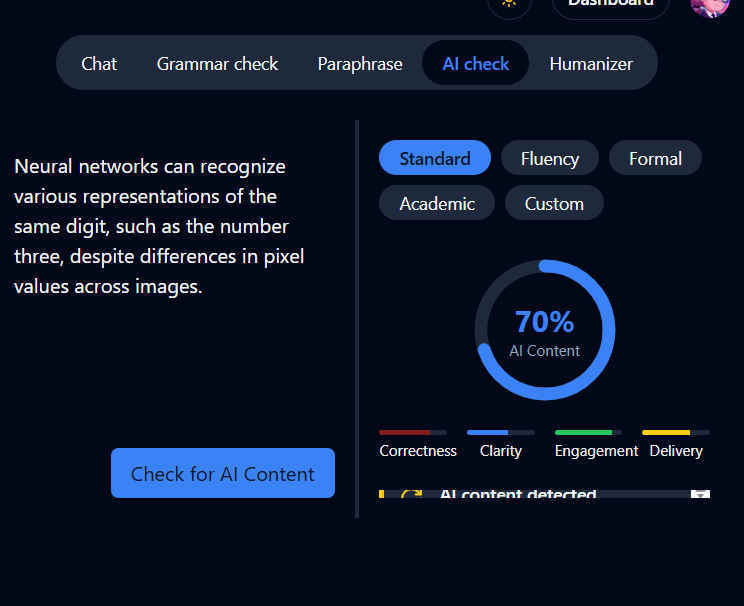 Dashboard
Chat
Grammar check
Paraphrase
AI check
Humanizer
Neural networks can recognize
various representations of the
same digit, such as the number
three, despite differences in pixel
values across images.
Check for AI Content
Standard
Fluency
Formal
Academic
Custom
70%
AI Content
Correctness
Clarity
Engagement
Delivery
AI content detected